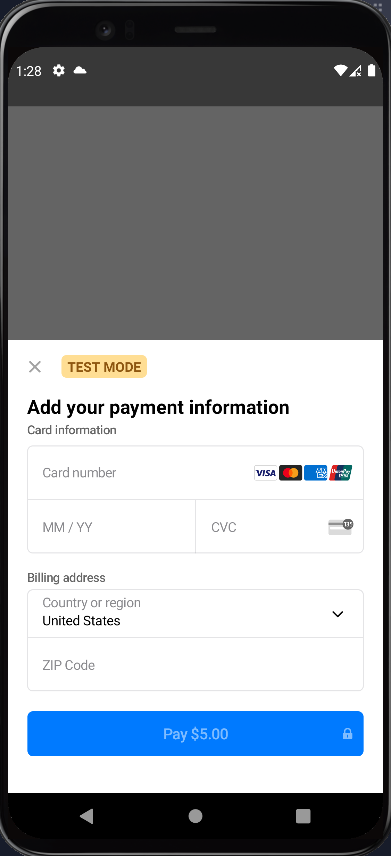 1:28
TEST MODE
Add your payment information
Card information
Card number VISA
MM / YY CVC
Billing address
Country or region
United States
ZIP Code
Pay $5.00